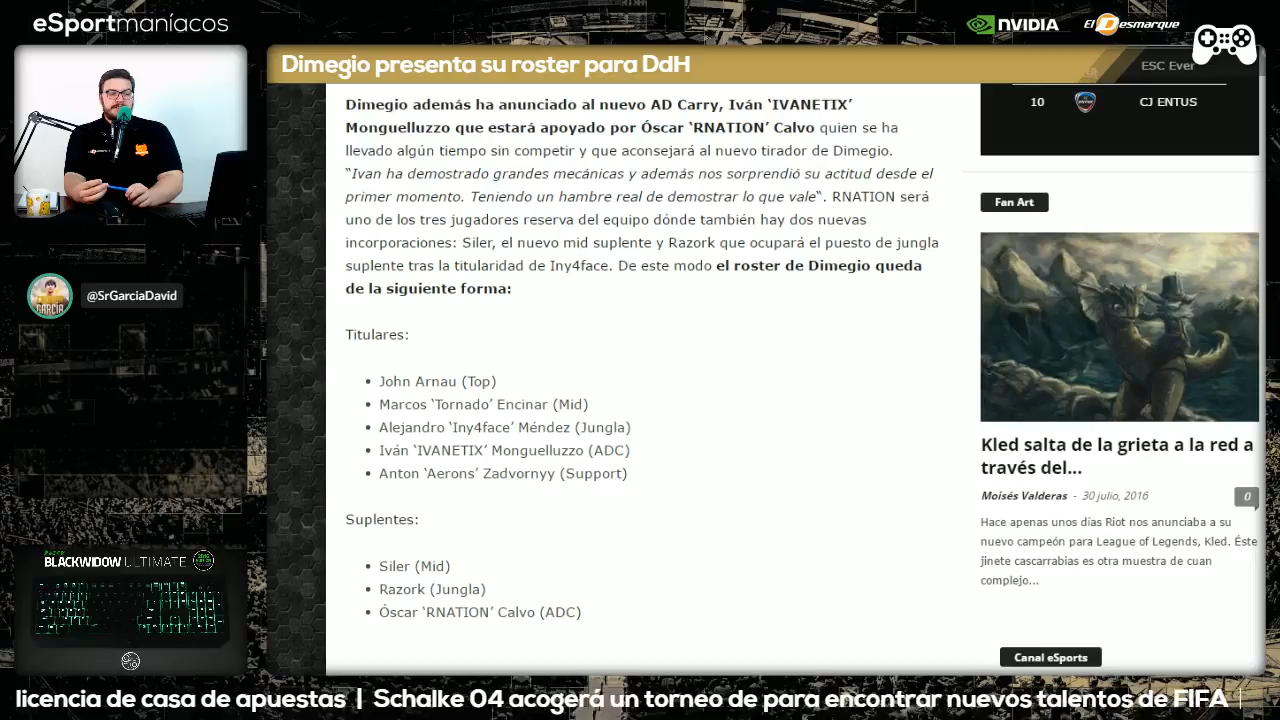 eSportmaníacos
NVIDIA
El Desmarque
Dimegio presenta su roster para DdH
ESC Ever
10 CJ ENTUS
Dimegio además ha anunciado al nuevo AD Carry, Iván ‘IVANETIX’
Monguelluzzo que estará apoyado por Óscar ‘RNATION’ Calvo quien se ha
llevado algún tiempo sin competir y que aconsejará al nuevo tirador de Dimegio.
“Ivan ha demostrado grandes mecánicas y además nos sorprendió su actitud desde el
primer momento. Teniendo un hambre real de demostrar lo que vale“. RNATION será
uno de los tres jugadores reserva del equipo dónde también hay dos nuevas
incorporaciones: Siler, el nuevo mid suplente y Razork que ocupará el puesto de jungla
suplente tras la titularidad de Iny4face. De este modo el roster de Dimegio queda
de la siguiente forma:
Titulares:
• John Arnau (Top)
• Marcos ‘Tornado’ Encinar (Mid)
• Alejandro ‘Iny4face’ Méndez (Jungla)
• Iván ‘IVANETIX’ Monguelluzzo (ADC)
• Anton ‘Aerons’ Zadvornyy (Support)
Suplentes:
• Siler (Mid)
• Razork (Jungla)
• Óscar ‘RNATION’ Calvo (ADC)
Fan Art
Kled salta de la grieta a la red a
través del...
Moisés Valderas - 30 julio, 2016 0
Hace apenas unos días Riot nos anunciaba a su
nuevo campeón para League of Legends, Kled. Éste
jinete cascarrabias es otra muestra de cuan
complejo...
Canal eSports
GARCIA
@SrGarciaDavid
RAZER
BLACKWIDOW ULTIMATE
licencia de casa de apuestas | Schalke 04 acogerá un torneo de para encontrar nuevos talentos de FIFA |